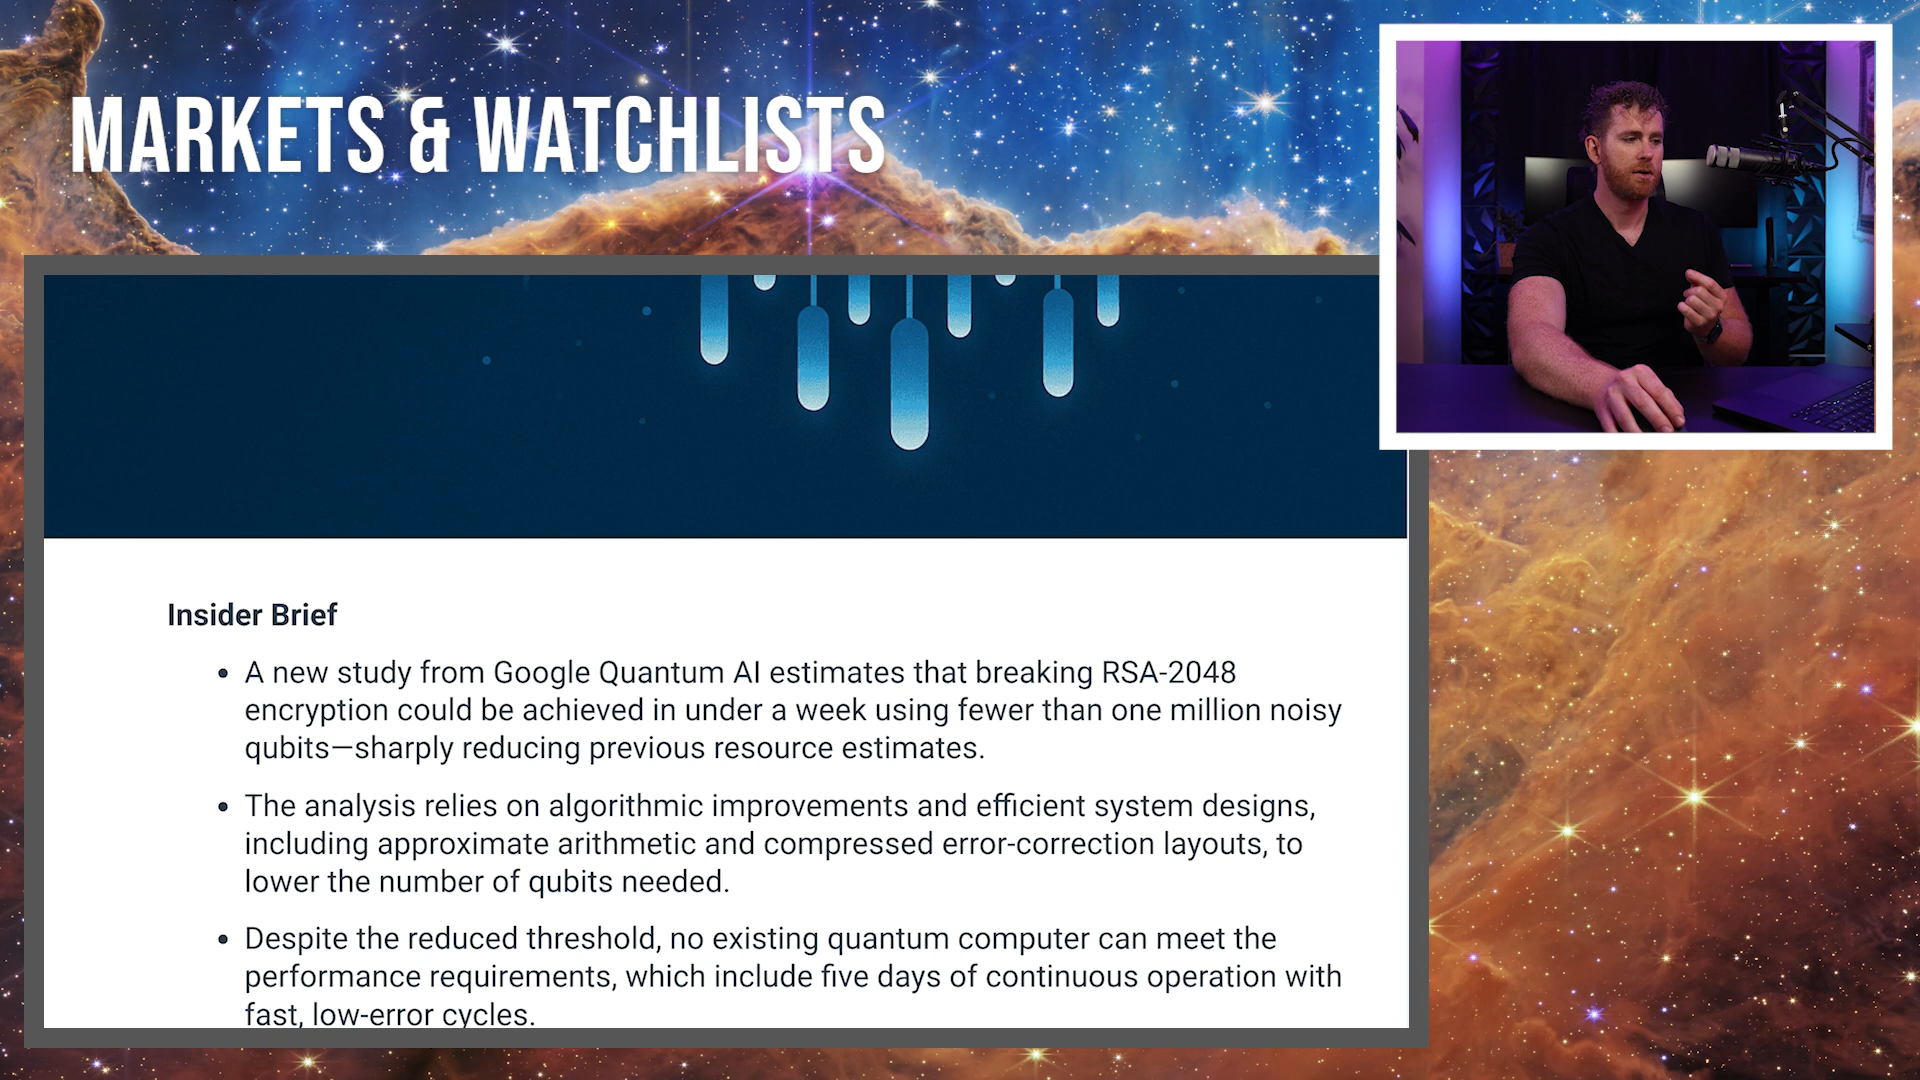 MARKETS & WATCHLISTS
Insider Brief
• A new study from Google Quantum AI estimates that breaking RSA-2048
encryption could be achieved in under a week using fewer than one million noisy
qubits—sharply reducing previous resource estimates.
• The analysis relies on algorithmic improvements and efficient system designs,
including approximate arithmetic and compressed error-correction layouts, to
lower the number of qubits needed.
• Despite the reduced threshold, no existing quantum computer can meet the
performance requirements, which include five days of continuous operation with
fast, low-error cycles.